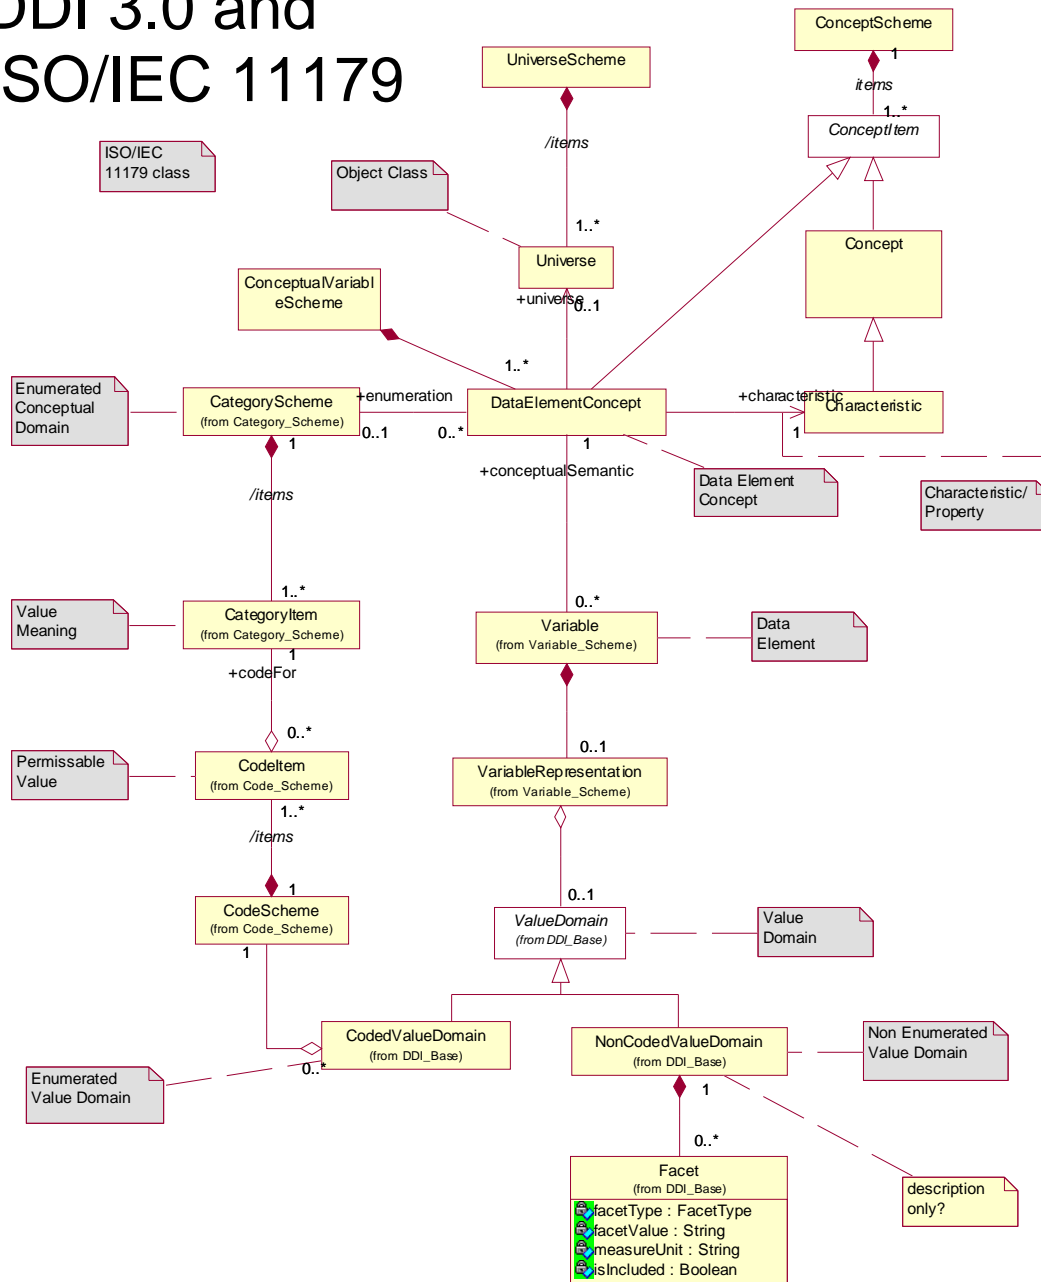 DDI 3.0 and
ISO/IEC 11179
ConceptScheme
1
items
1..*
ConceptItem
UniverseScheme
/items
1..*
ISO/IEC
11179 class
Object Class
Universe
+universe
0..1
Concept
ConceptualVariabl
eScheme
1..*
Enumerated
Conceptual
Domain
CategoryScheme
(from Category_Scheme)
+enumeration
0..1
0..*
DataElementConcept
+characteristic
Characteristic
1
1
1
+conceptualSemantic
Data Element
Concept
Characteristic/
Property
/items
1..*
Value
Meaning
CategoryItem
(from Category_Scheme)
1
+codeFor
0..*
Variable
(from Variable_Scheme)
Data
Element
0..*
Permissable
Value
CodeItem
(from Code_Scheme)
1..*
/items
1
0..1
VariableRepresentation
(from Variable_Scheme)
CodeScheme
(from Code_Scheme)
1
0..1
ValueDomain
(from DDI_Base)
Value
Domain
CodedValueDomain
(from DDI_Base)
0..*
NonCodedValueDomain
(from DDI_Base)
Non Enumerated
Value Domain
Enumerated
Value Domain
1
0..*
Facet
(from DDI_Base)
facetType : FacetType
facetValue : String
measureUnit : String
isIncluded : Boolean
description
only?